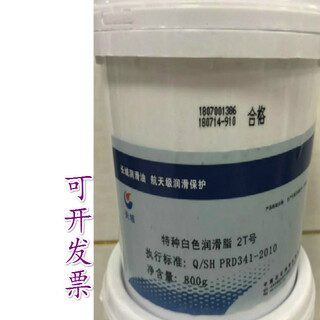 1807001386
180714-910 合格
长城润滑油 航天级润滑保护
长城
特种白色润滑脂 2T号
执行标准: Q/SH PRD341-2010
净含量: 800g
可开发票